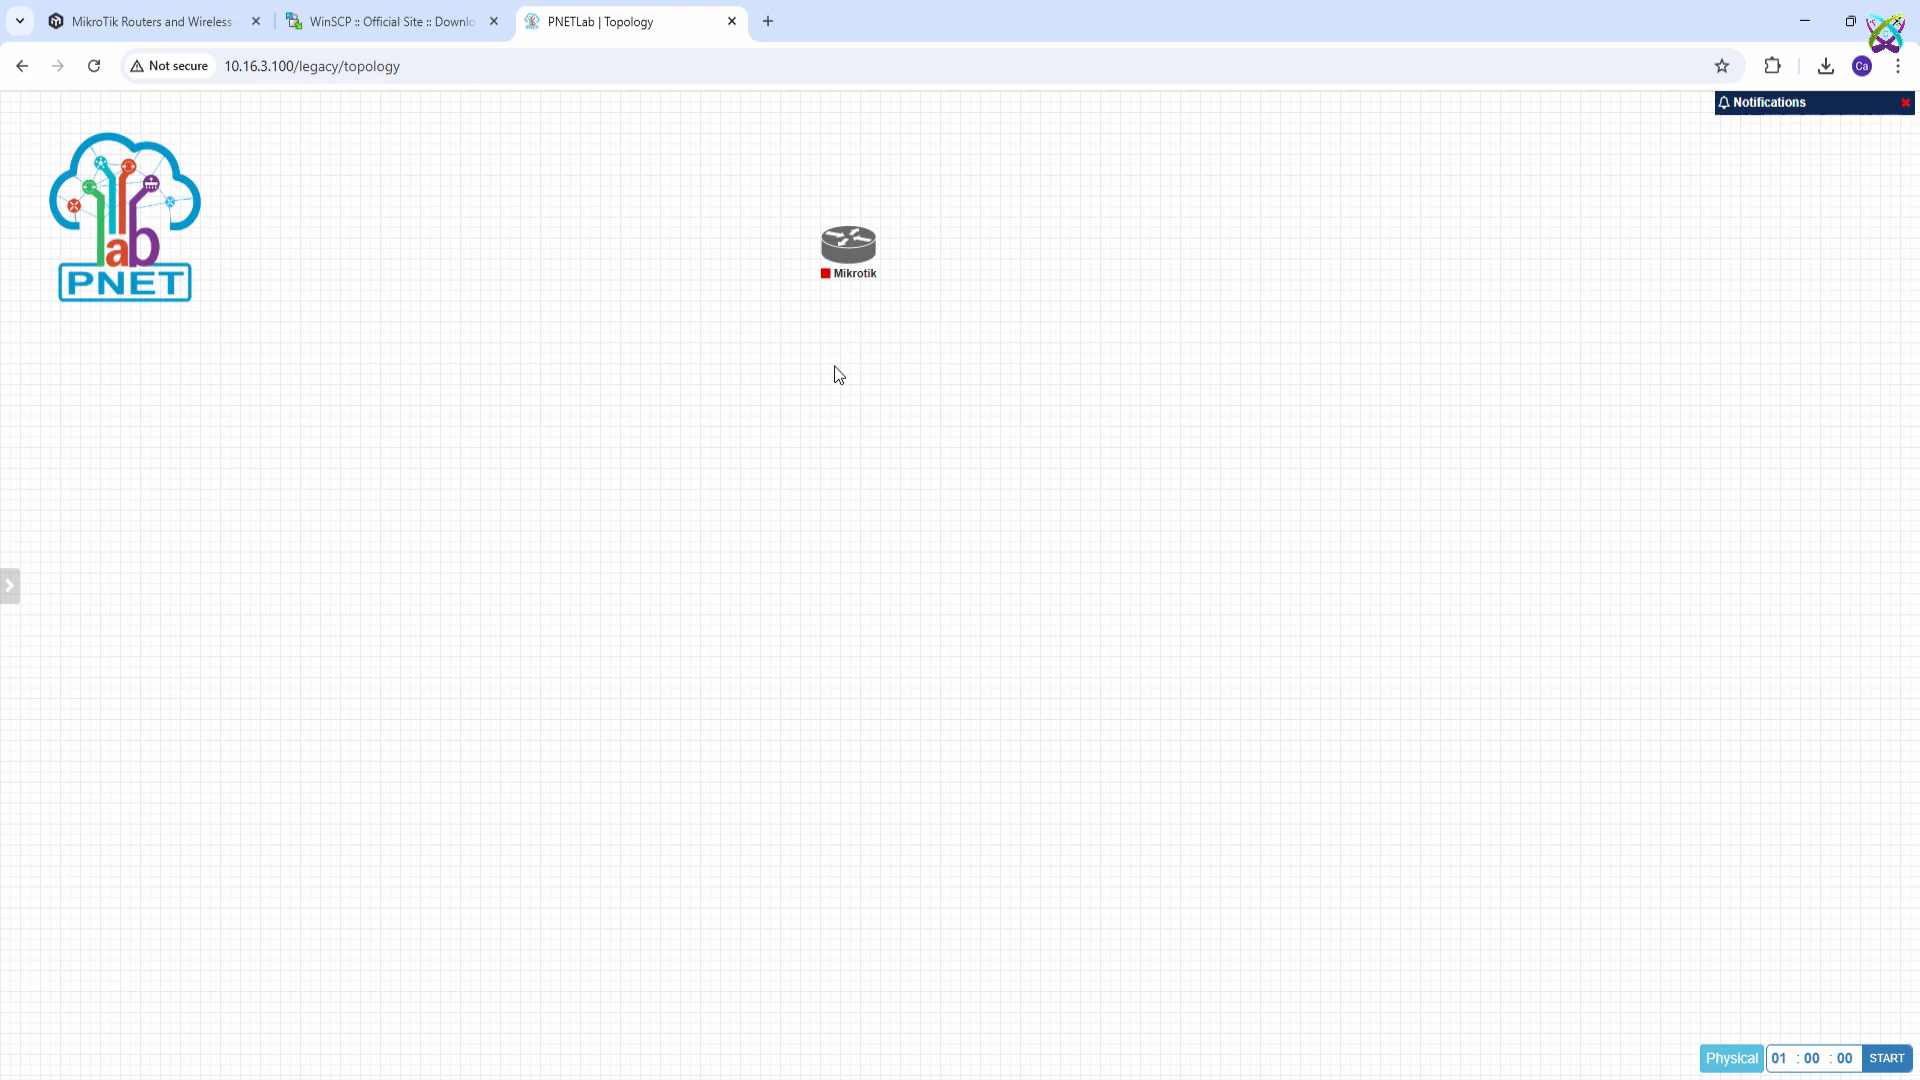 MikroTik Routers and Wireless
WinSCP :: Official Site :: Downlo
PNETLab | Topology
Not secure
10.16.3.100/legacy/topology
Ca
Notifications
lab
PNET
Mikrotik
Physical
01 : 00 : 00
START